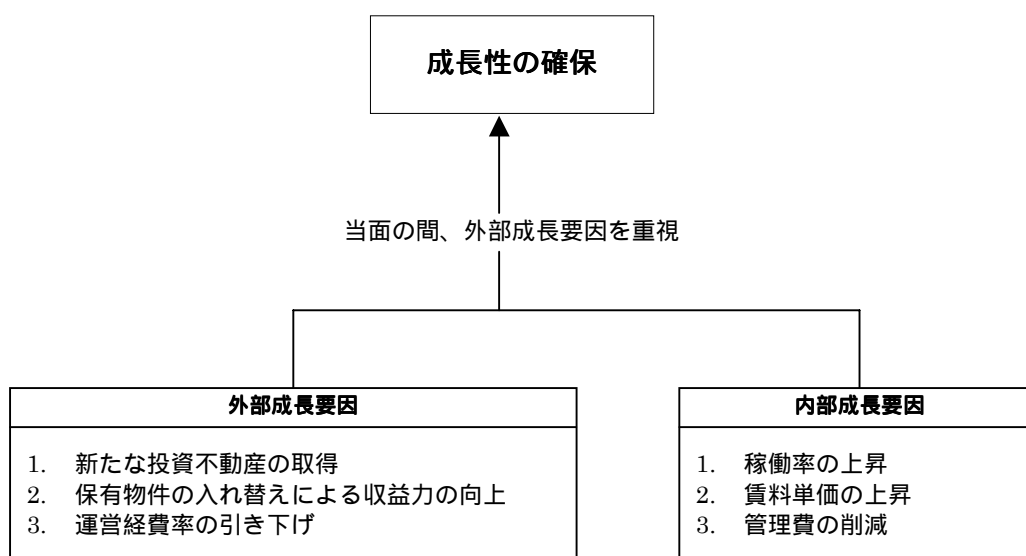 成長性の確保
当面の間、外部成長要因を重視
外部成長要因
1. 新たな投資不動産の取得
2. 保有物件の入れ替えによる収益力の向上
3. 運営経費率の引き下げ
内部成長要因
1. 稼働率の上昇
2. 賃料単価の上昇
3. 管理費の削減